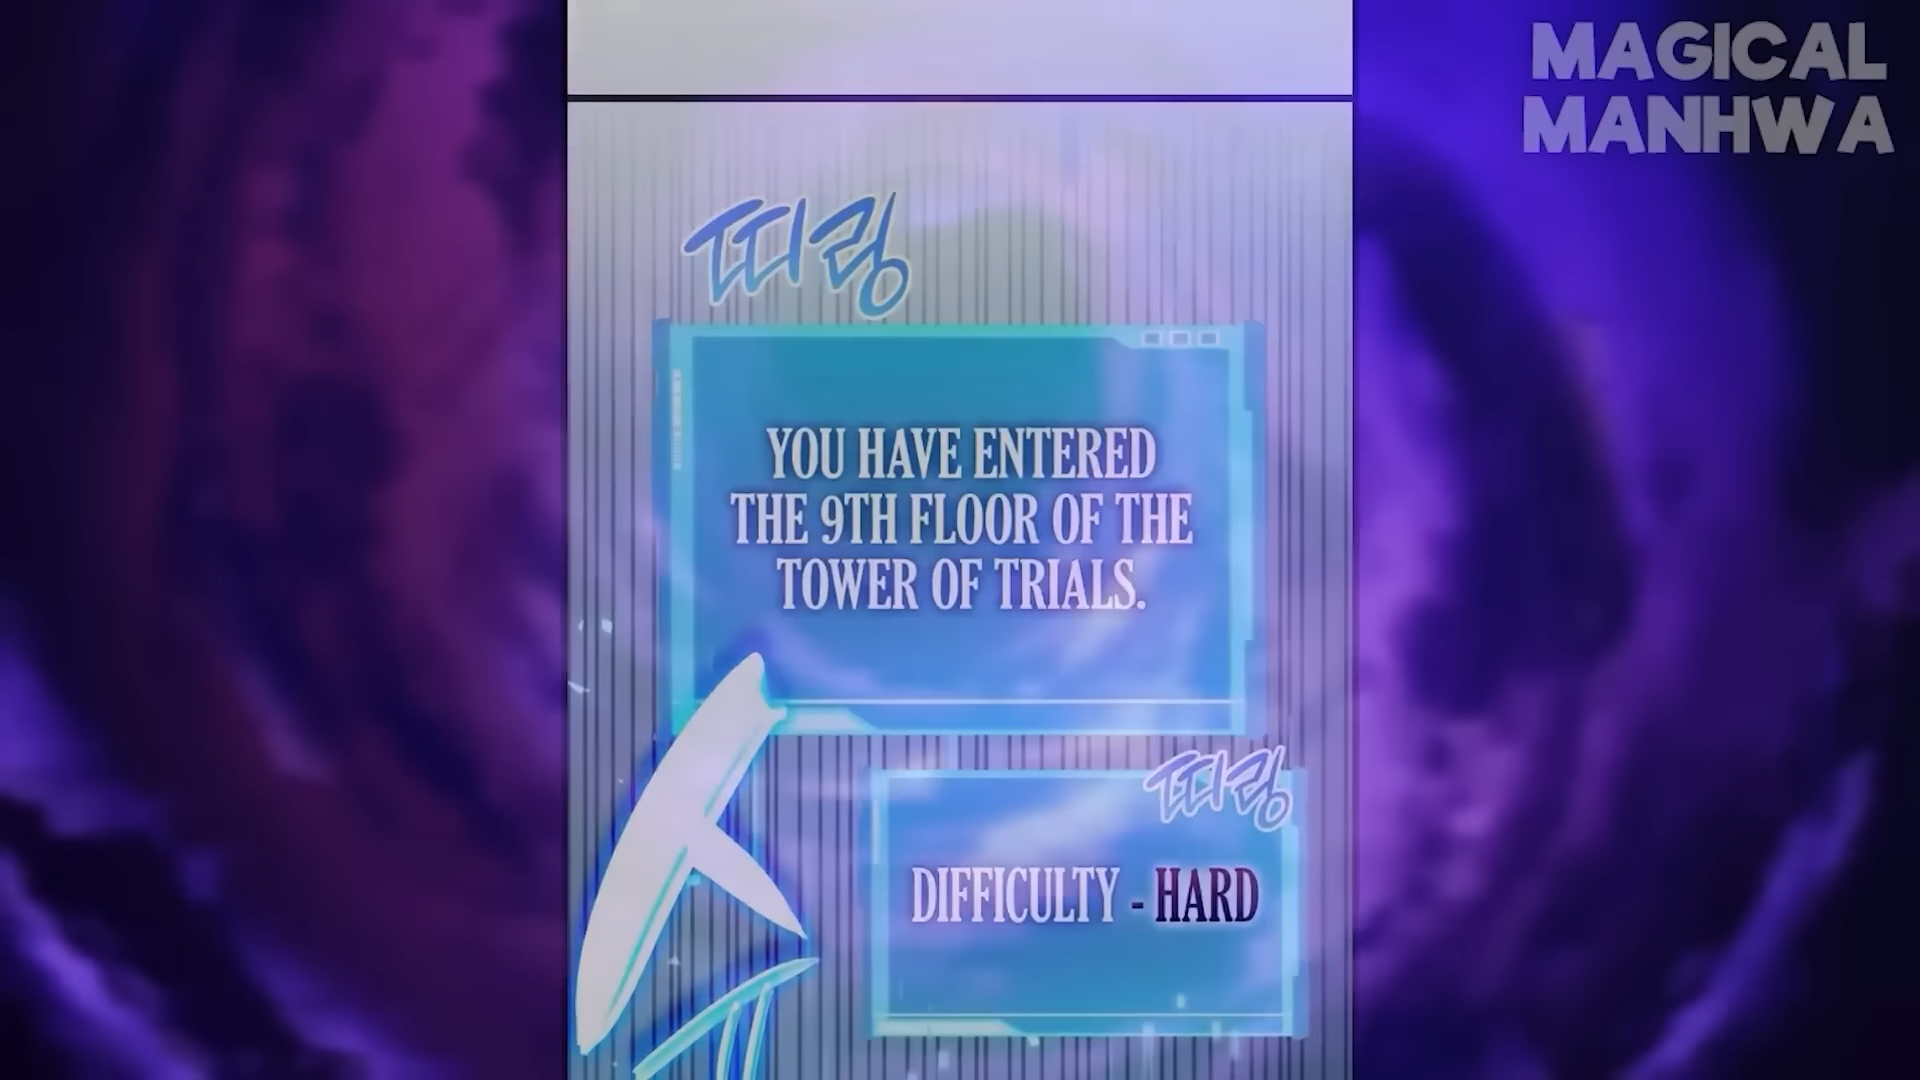 MAGICAL
MANHWA
띠링
YOU HAVE ENTERED
THE 9TH FLOOR OF THE
TOWER OF TRIALS.
띠링
DIFFICULTY - HARD